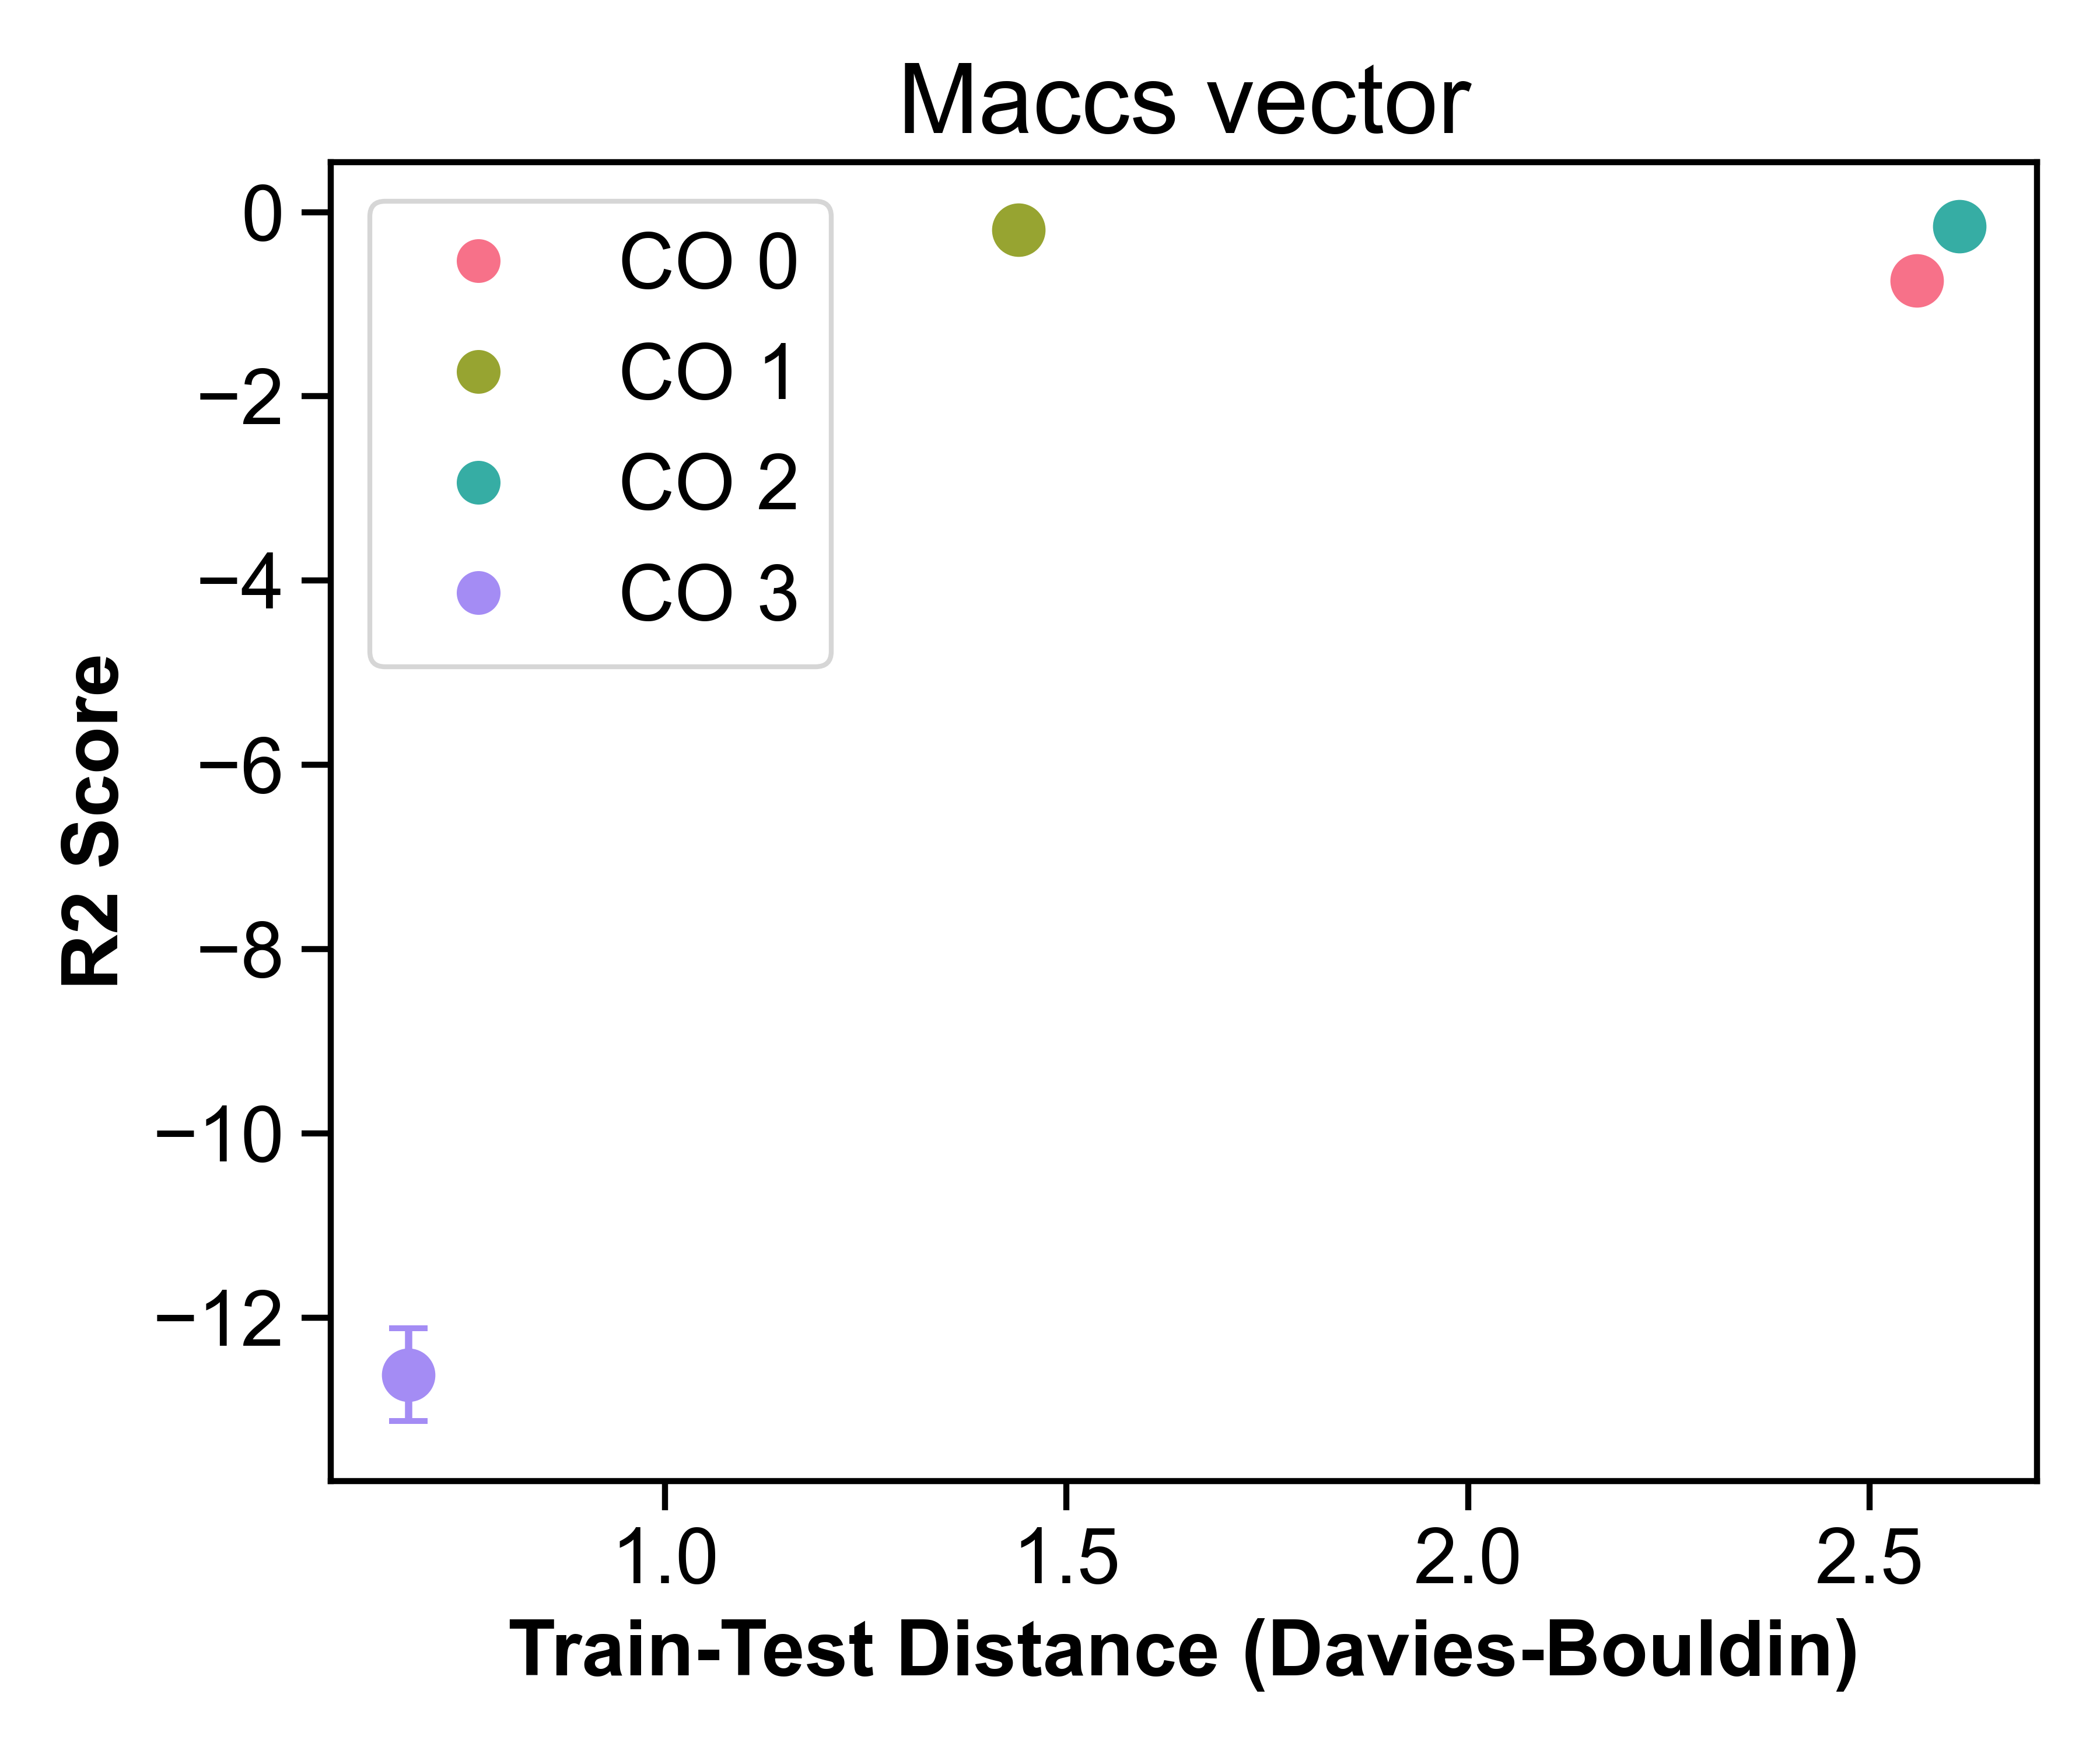 Maccs vector
0
−2
−4
−6
−8
−10
−12
R2 Score
CO 0
CO 1
CO 2
CO 3
1.0
1.5
2.0
2.5
Train-Test Distance (Davies-Bouldin)